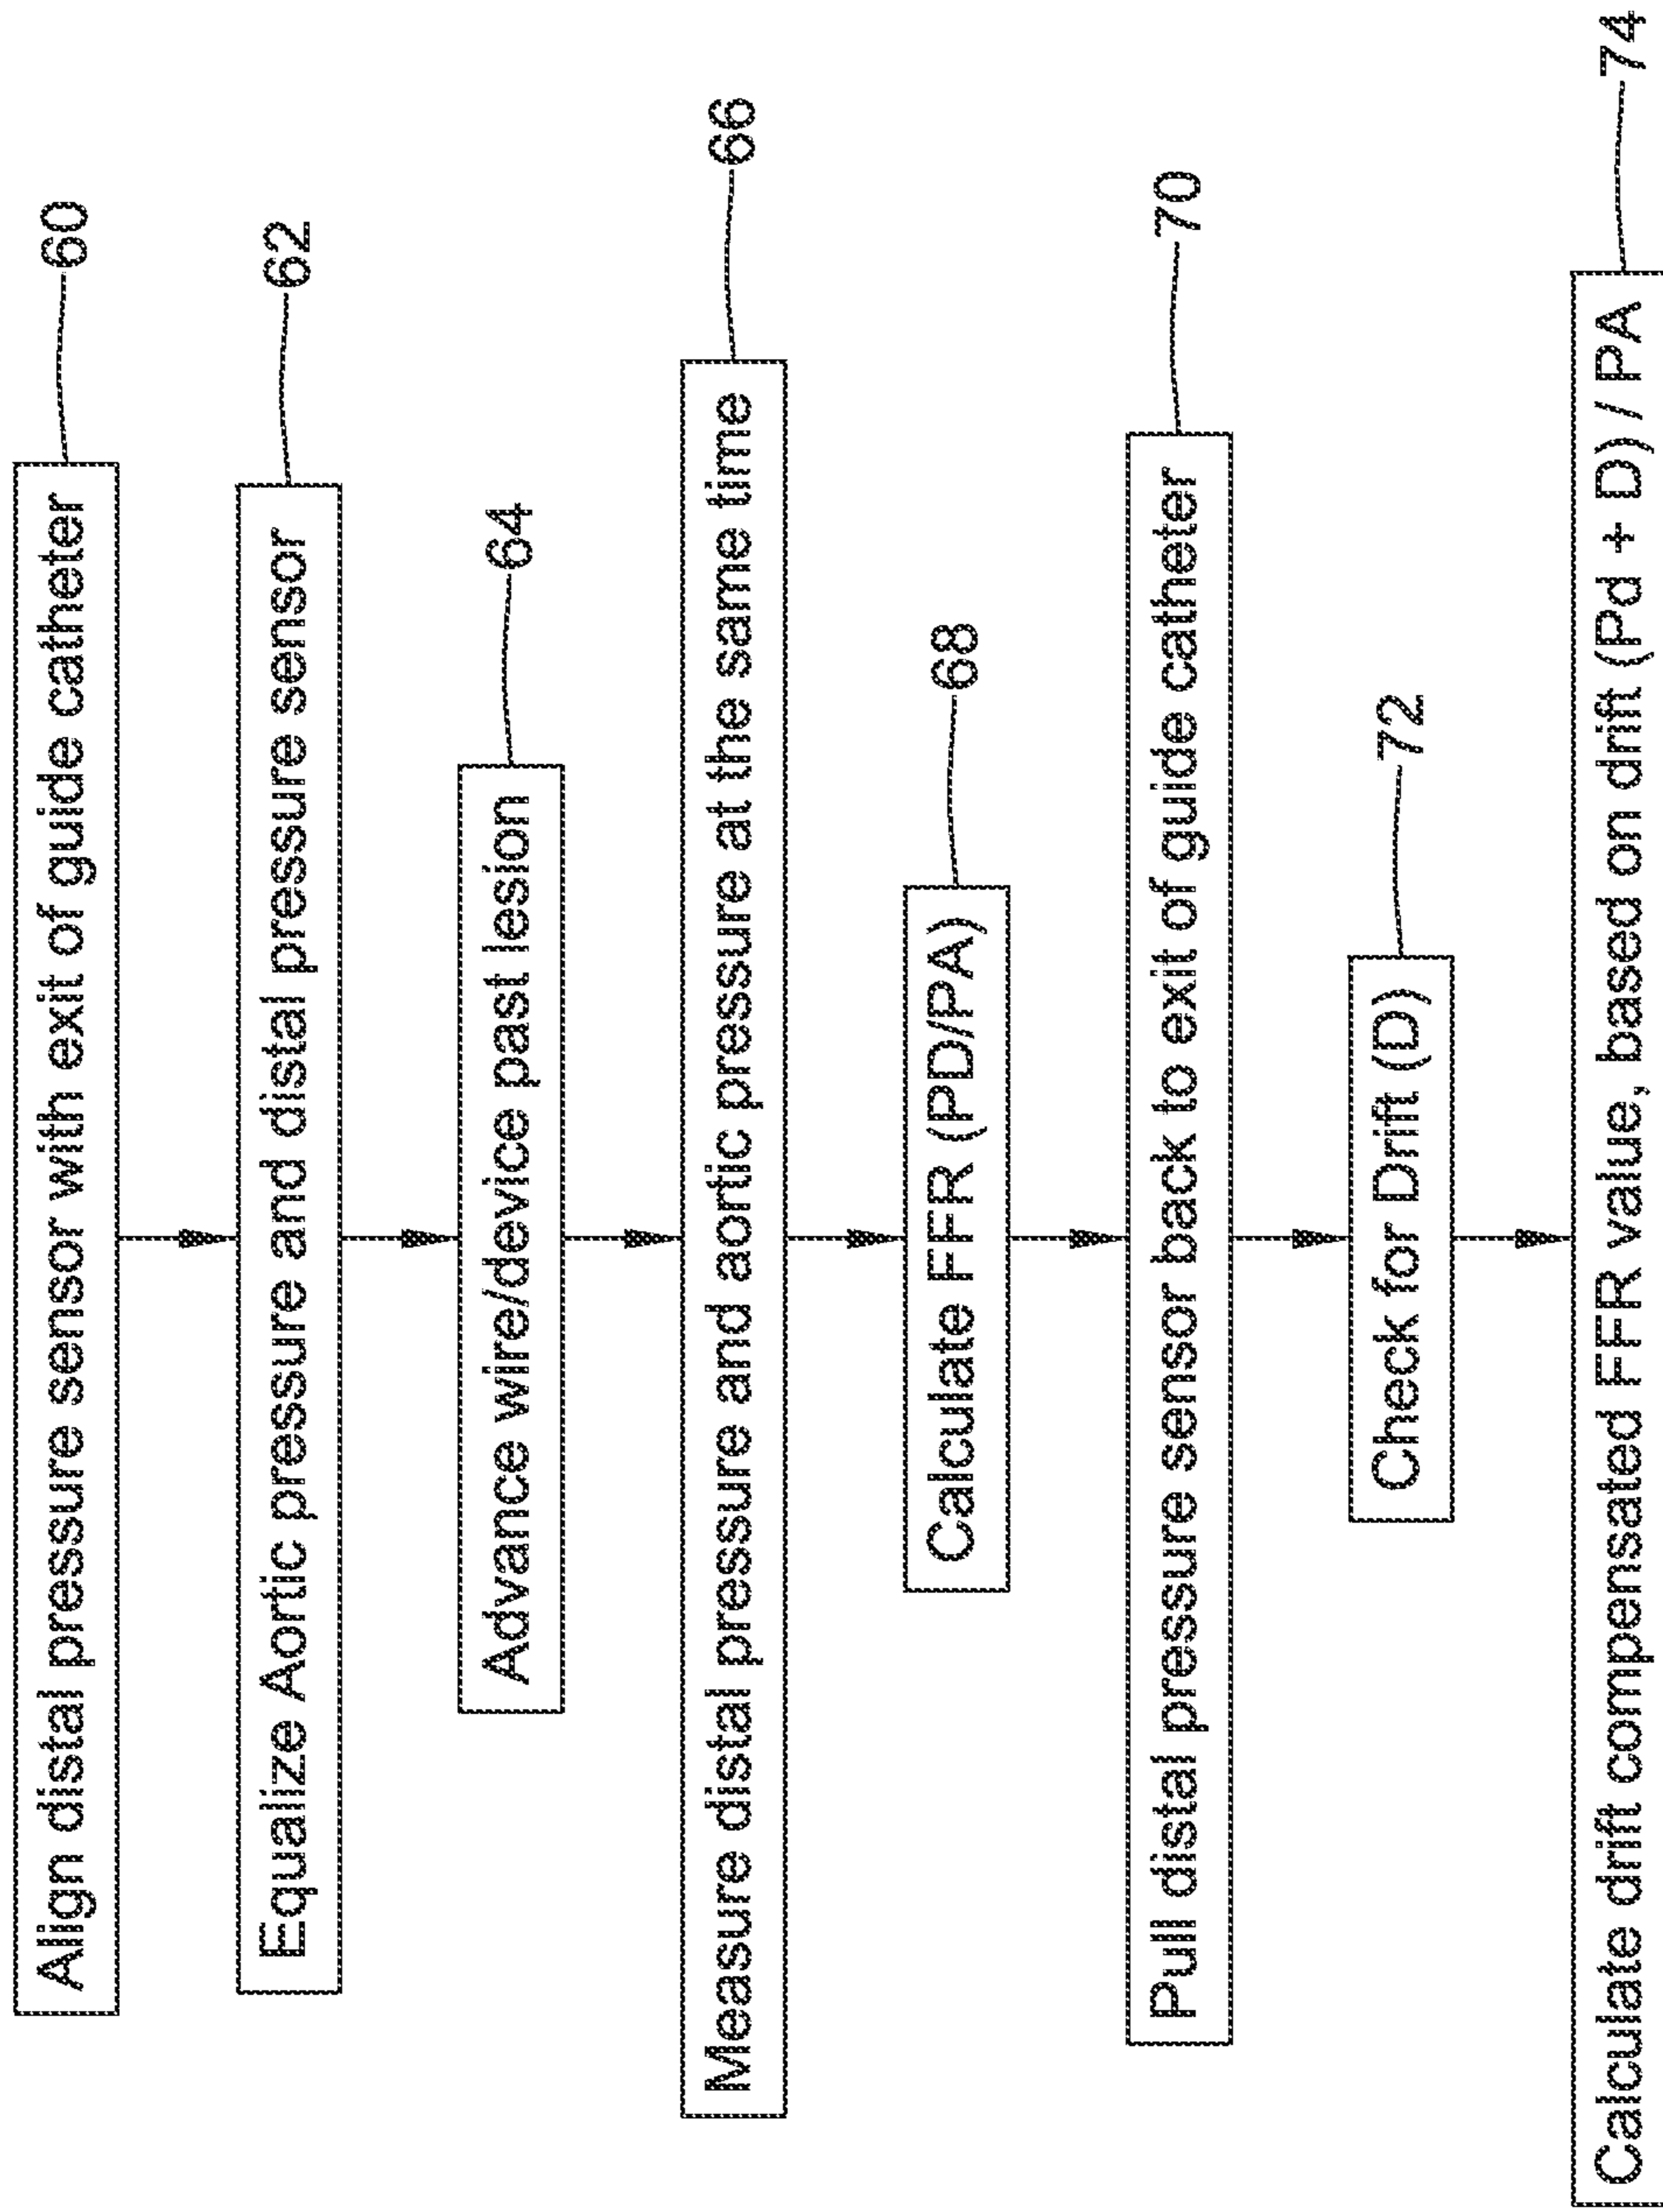 Align distal pressure sensor with exit of guide catheter
60
Equalize Aortic pressure and distal pressure sensor
62
Advance wire/device past lesion
64
Measure distal pressure and aortic pressure at the same time
66
Calculate FFR (PD/PA)
68
Pull distal pressure sensor back to exit of guide catheter
70
Check for Drift (D)
72
Calculate drift compensated FFR value, based on drift (Pd + D) / PA
74